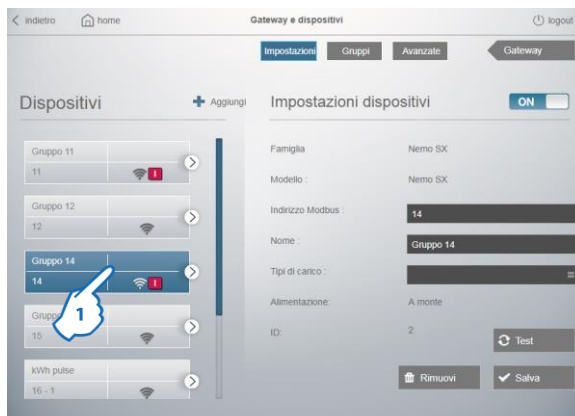 indietro
home
Gateway e dispositivi
logout
Impostazioni
Gruppi
Avanzate
Gateway
Dispositivi
Aggiungi
Impostazioni dispositivi
ON
Gruppo 11
11
I
Gruppo 12
12
Gruppo 14
14
I
Grupp
15
kWh pulse
16 - 1
1
Famiglia
Nemo SX
Modello :
Nemo SX
Indirizzo Modbus :
14
Nome :
Gruppo 14
Tipi di carico :
Alimentazione:
A monte
ID:
2
Test
Rimuovi
Salva